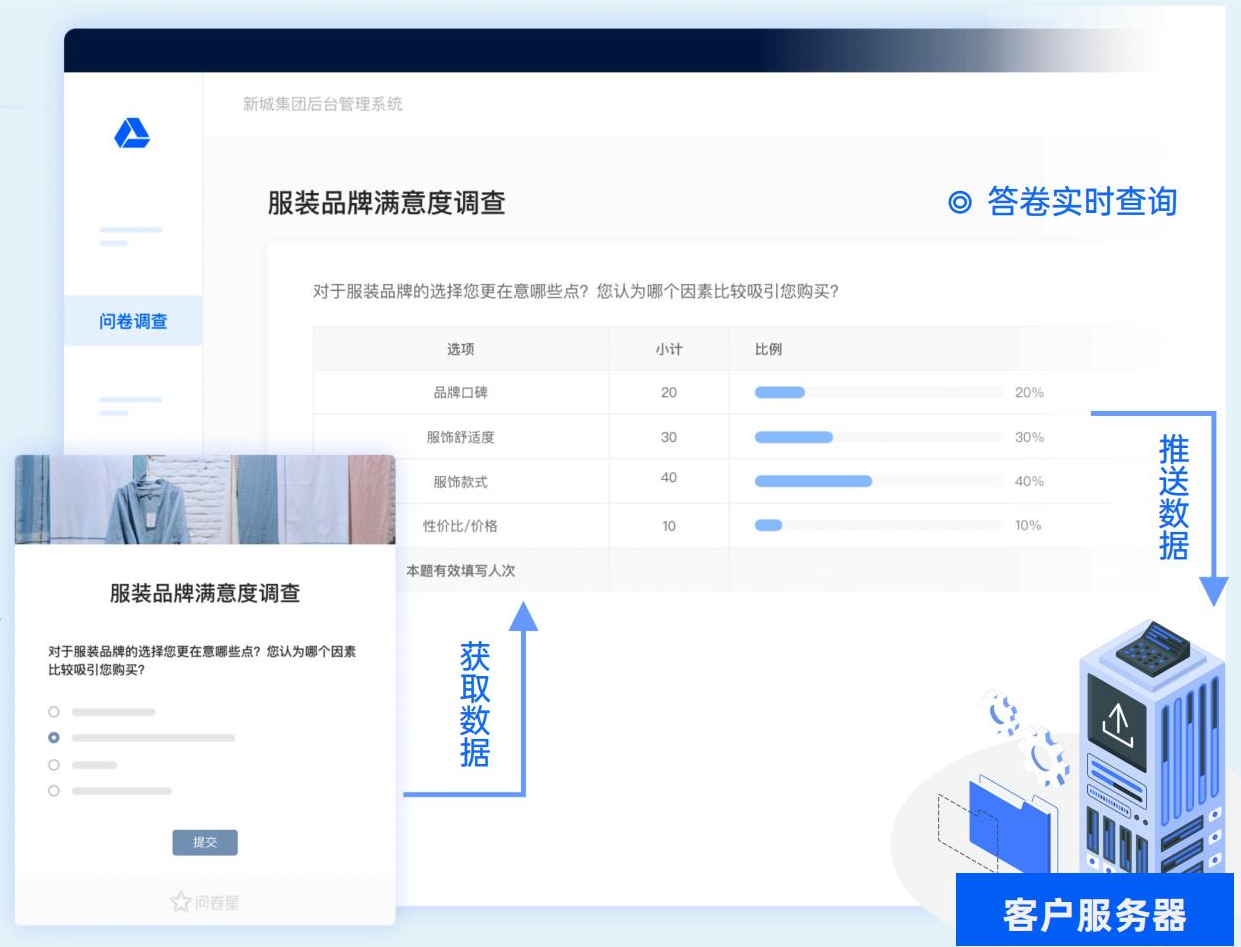 新城集团后台管理系统
服装品牌满意度调查
◎ 答卷实时查询
问卷调查
对于服装品牌的选择您更在意哪些点？您认为哪个因素比较吸引您购买？
选项 小计 比例
品牌口碑 20 20%
服饰舒适度 30 30%
服饰款式 40 40%
性价比/价格 10 10%
本题有效填写人次
推送数据
获取数据
服装品牌满意度调查
对于服装品牌的选择您更在意哪些点？您认为哪个因素
比较吸引您购买？
提交
问卷星
客户服务器